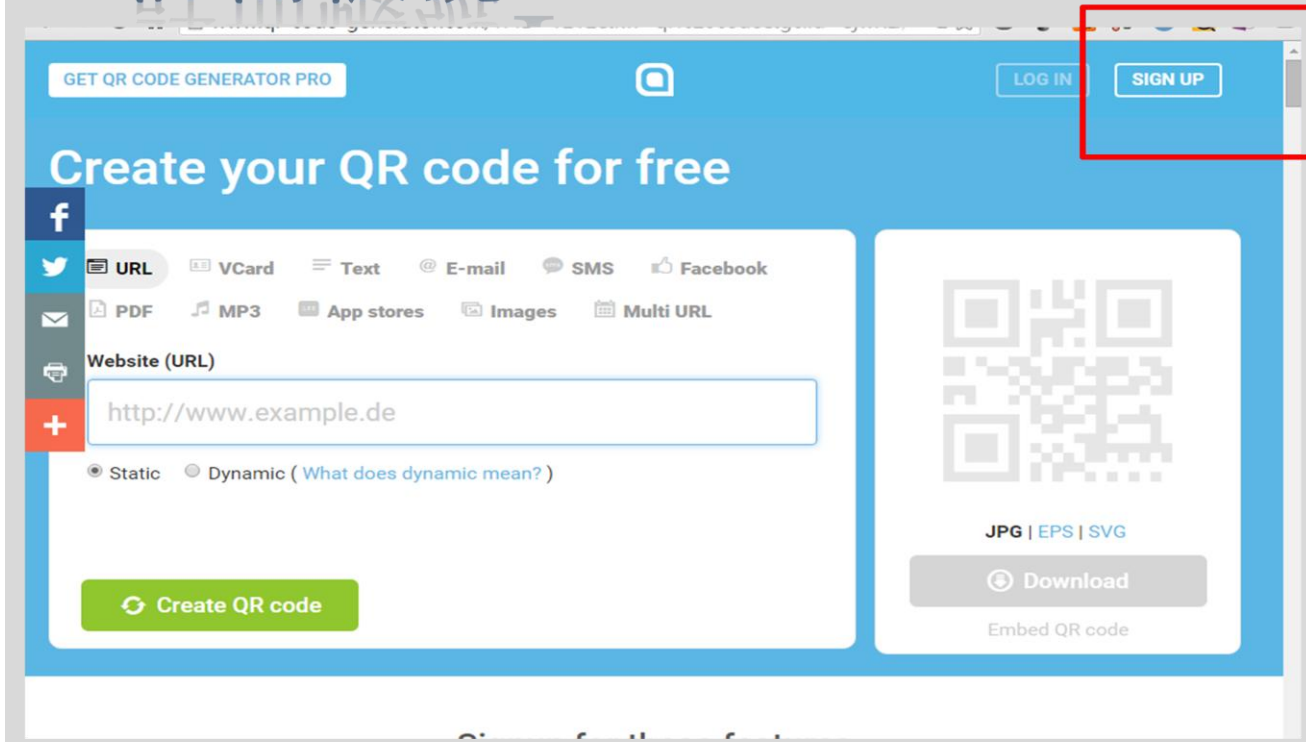 GET QR CODE GENERATOR PRO
LOG IN
SIGN UP
Create your QR code for free
URL VCard Text E-mail SMS Facebook
PDF MP3 App stores Images Multi URL
Website (URL)
http://www.example.de
Static Dynamic ( What does dynamic mean? )
Create QR code
JPG | EPS | SVG
Download
Embed QR code